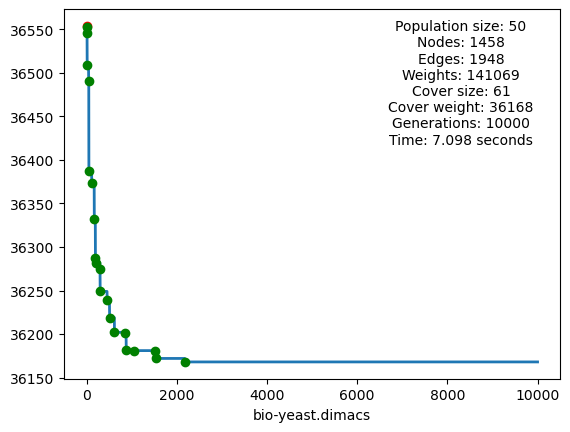 Population size: 50
Nodes: 1458
Edges: 1948
Weights: 141069
Cover size: 61
Cover weight: 36168
Generations: 10000
Time: 7.098 seconds
36550
36500
36450
36400
36350
36300
36250
36200
36150
0 2000 4000 6000 8000 10000
bio-yeast.dimacs